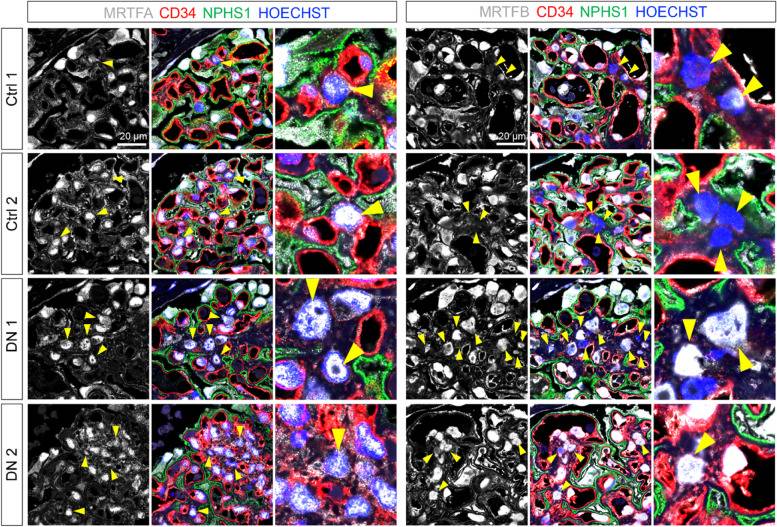 MRTFA CD34 NPHS1 HOECHST
MRTFB CD34 NPHS1 HOECHST
Ctrl 1
20 µm
20 µm
Ctrl 2
DN 1
DN 2